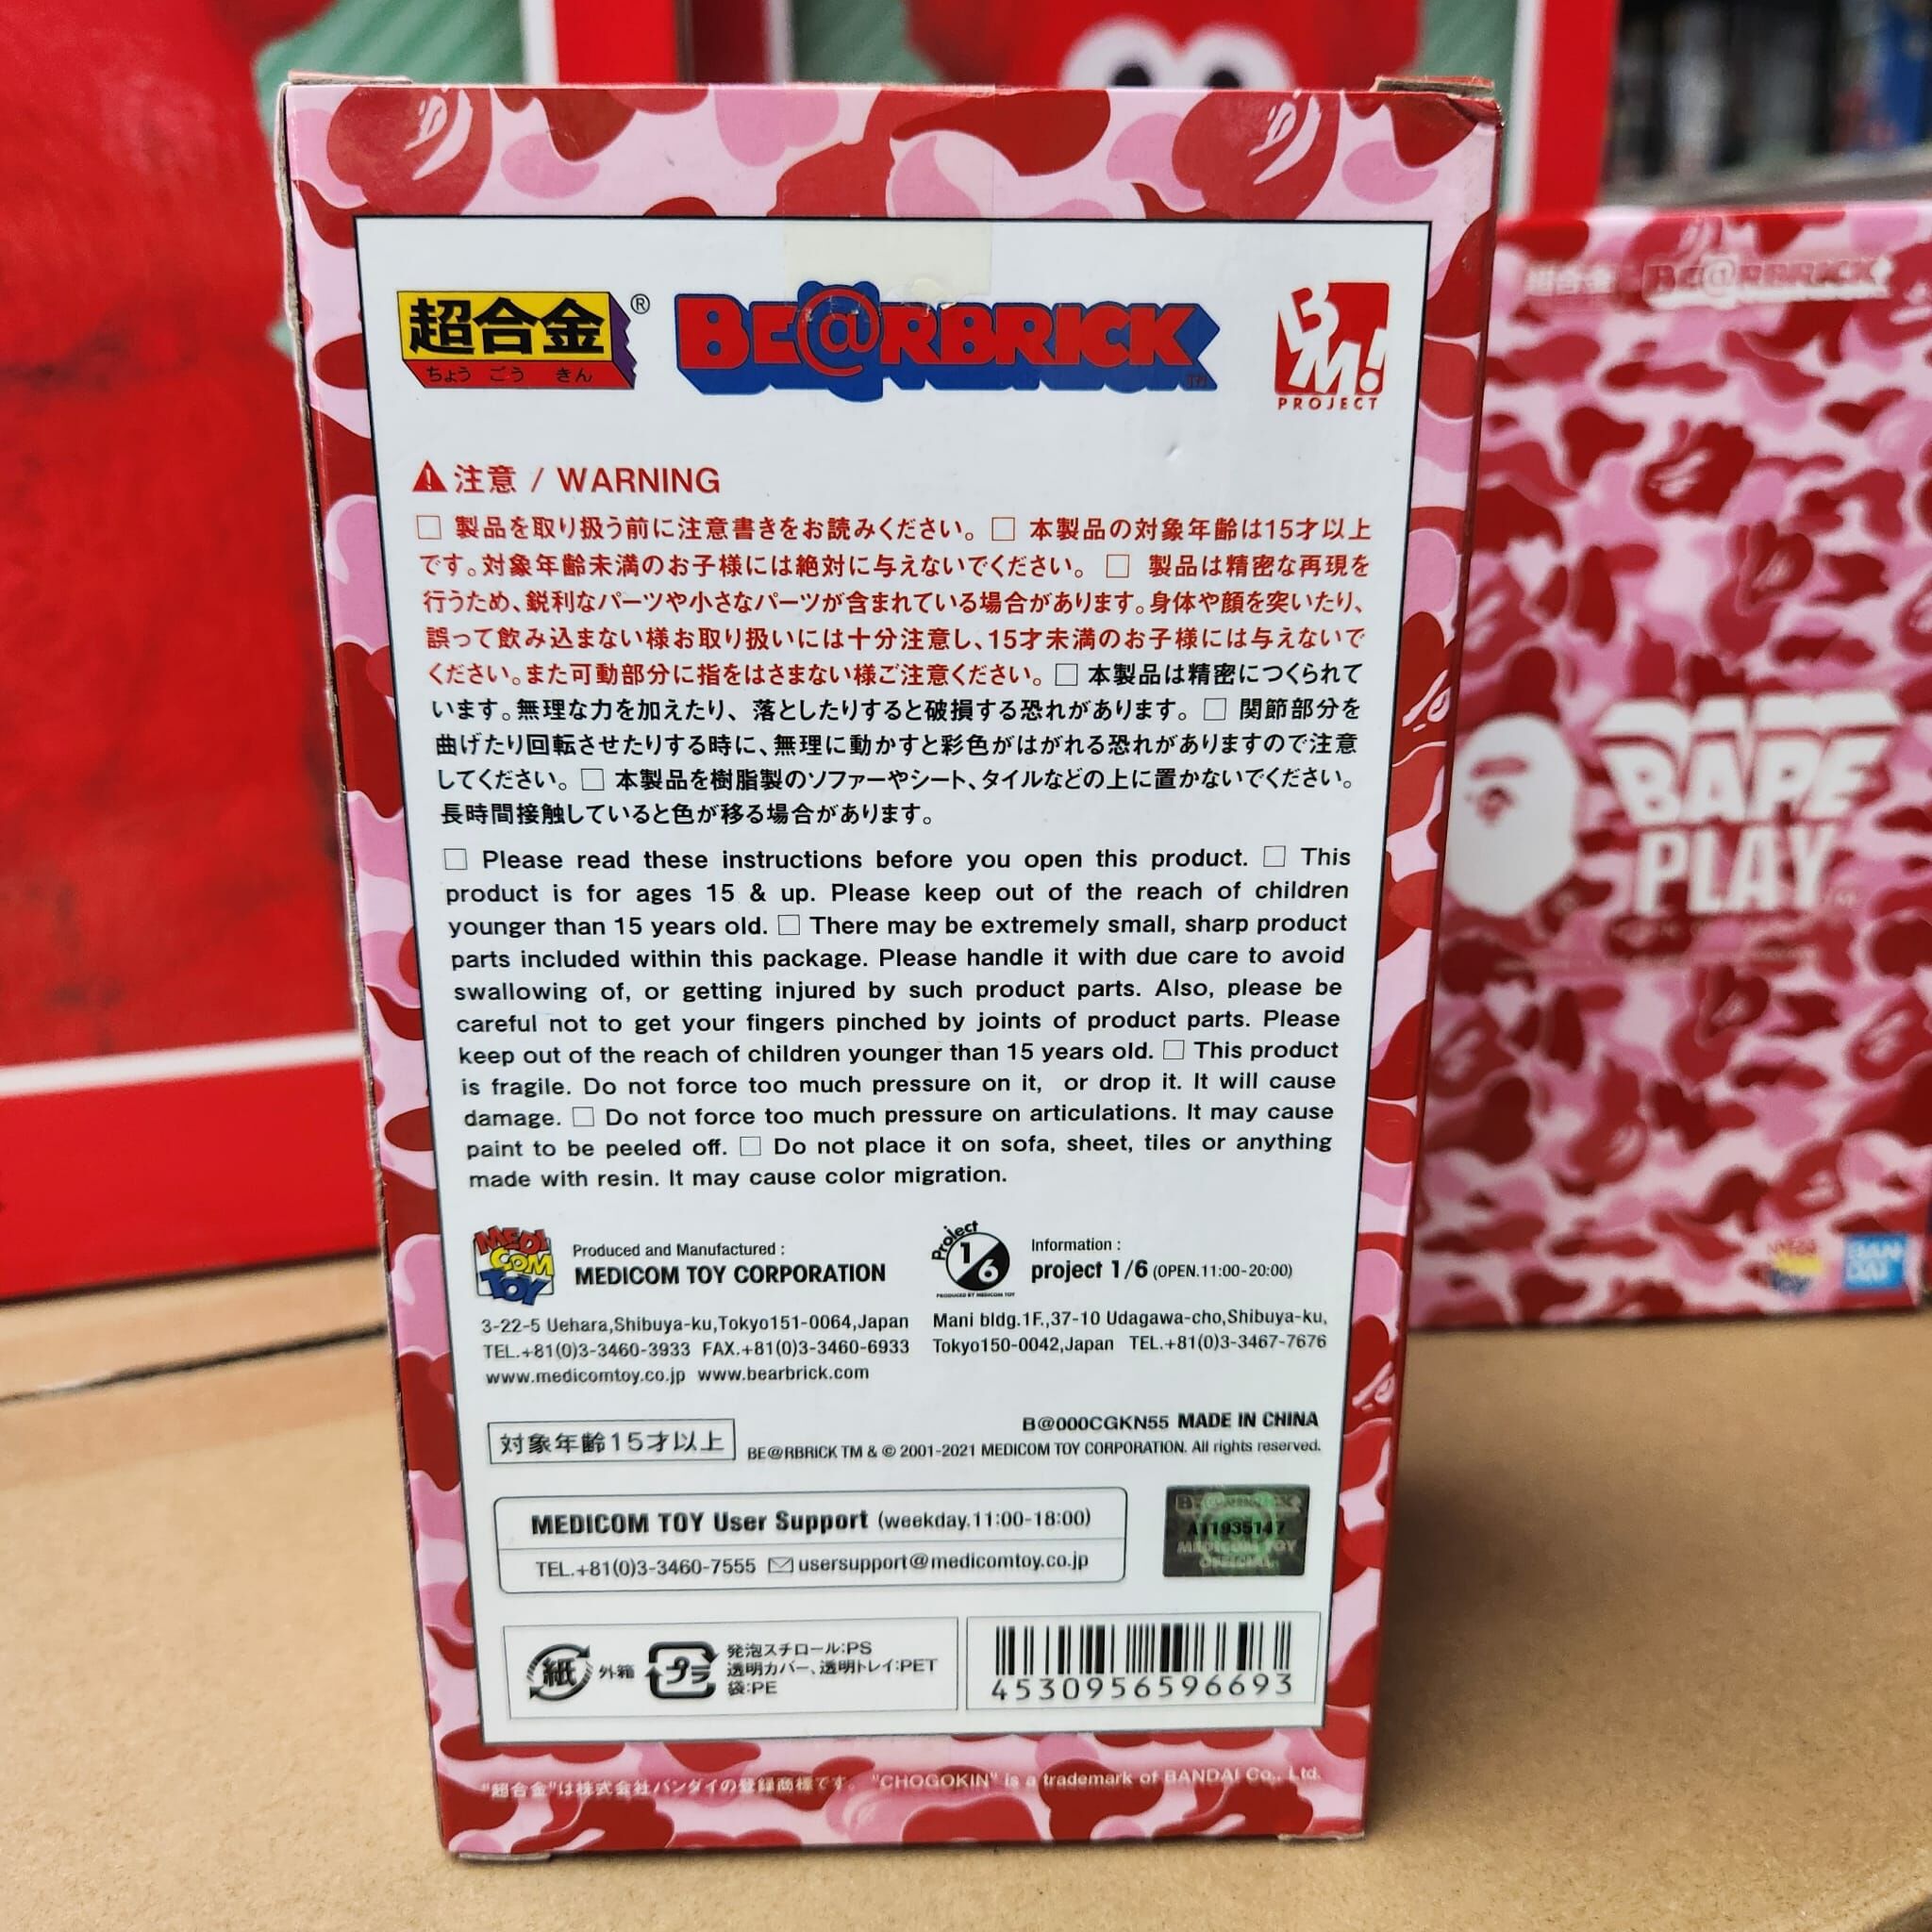 超合金®
ちょう ごう きん
BE@RBRICK TM
BM!
PROJECT
注意 / WARNING
□ 製品を取り扱う前に注意書きをお読みください。 □ 本製品の対象年齢は15才以上
です。対象年齢未満のお子様には絶対に与えないでください。 □ 製品は精密な再現を
行うため、鋭利なパーツや小さなパーツが含まれている場合があります。身体や顔を突いたり、
誤って飲み込まない様お取り扱いには十分注意し、15才未満のお子様には与えないで
ください。また可動部分に指をはさまない様ご注意ください。 □ 本製品は精密につくられて
います。無理な力を加えたり、落としたりすると破損する恐れがあります。 □ 関節部分を
曲げたり回転させたりする時に、無理に動かすと彩色がはがれる恐れがありますので注意
してください。 □ 本製品を樹脂製のソファーやシート、タイルなどの上に置かないでください。
長時間接触していると色が移る場合があります。
□ Please read these instructions before you open this product. □ This
product is for ages 15 & up. Please keep out of the reach of children
younger than 15 years old. □ There may be extremely small, sharp product
parts included within this package. Please handle it with due care to avoid
swallowing of, or getting injured by such product parts. Also, please be
careful not to get your fingers pinched by joints of product parts. Please
keep out of the reach of children younger than 15 years old. □ This product
is fragile. Do not force too much pressure on it, or drop it. It will cause
damage. □ Do not force too much pressure on articulations. It may cause
paint to be peeled off. □ Do not place it on sofa, sheet, tiles or anything
made with resin. It may cause color migration.
MEDI
COM
TOY
Produced and Manufactured :
MEDICOM TOY CORPORATION
3-22-5 Uehara,Shibuya-ku,Tokyo151-0064,Japan
TEL.+81(0)3-3460-3933 FAX.+81(0)3-3460-6933
www.medicomtoy.co.jp www.bearbrick.com
Project
1/6
PRODUCED BY MEDICOM TOY
Information :
project 1/6 (OPEN.11:00-20:00)
Mani bldg.1F.,37-10 Udagawa-cho,Shibuya-ku,
Tokyo150-0042,Japan TEL.+81(0)3-3467-7676
対象年齢15才以上
B@000CGKN55 MADE IN CHINA
BE@RBRICK TM & © 2001-2021 MEDICOM TOY CORPORATION. All rights reserved.
MEDICOM TOY User Support (weekday.11:00-18:00)
TEL.+81(0)3-3460-7555 usersupport@medicomtoy.co.jp
BE@RBRICK
A11935147
MEDICOM TOY
OFFICIAL
紙 外箱
プラ
発泡スチロール:PS
透明カバー、透明トレイ:PET
袋:PE
4530956596693
"超合金"は株式会社バンダイの登録商標です。 "CHOGOKIN" is a trademark of BANDAI Co., Ltd.
超合金 BE@RBRICK
BAPE
PLAY
BAN
DAI